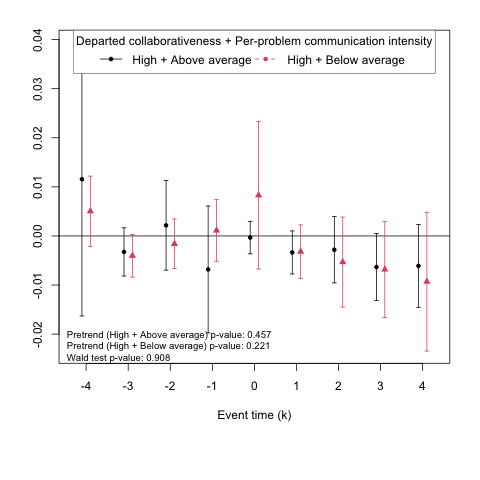 Departed collaborativeness + Per-problem communication intensity
High + Above average
High + Below average
0.04
0.03
0.02
0.01
0.00
-0.01
-0.02
Pretrend (High + Above average) p-value: 0.457
Pretrend (High + Below average) p-value: 0.221
Wald test p-value: 0.908
-4 -3 -2 -1 0 1 2 3 4
Event time (k)